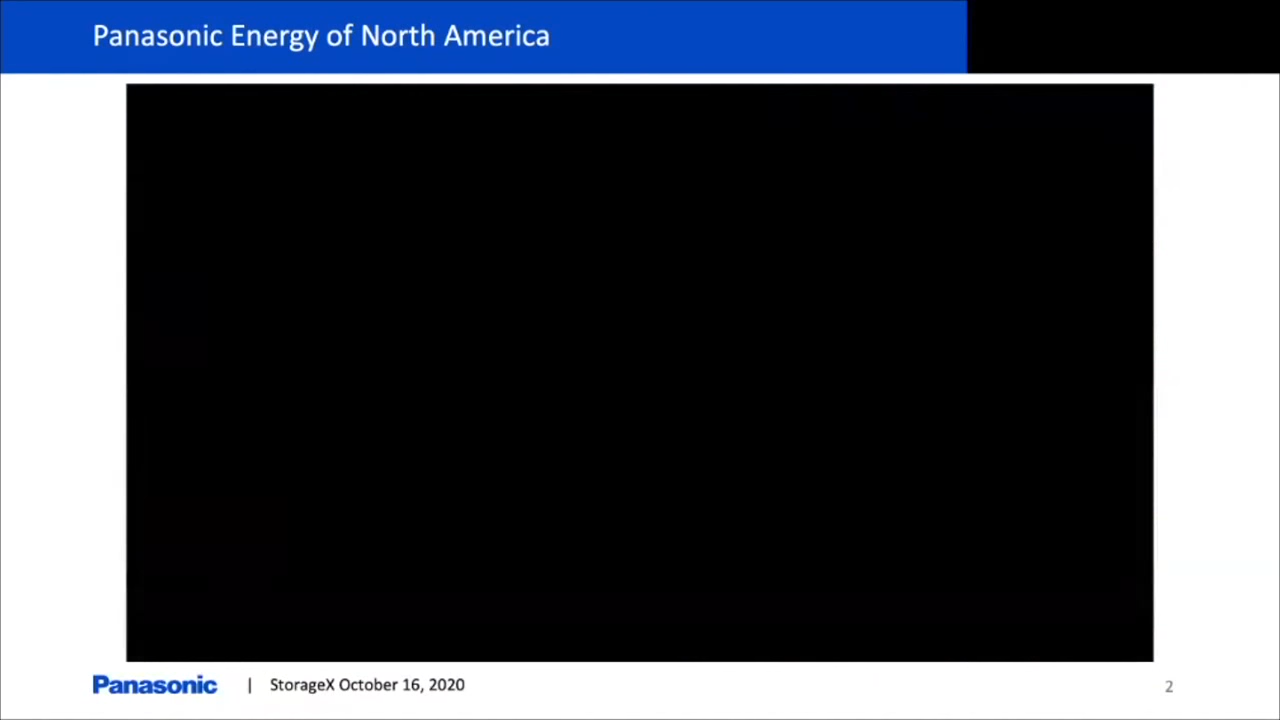 Panasonic Energy of North America
Panasonic | StorageX October 16, 2020
2